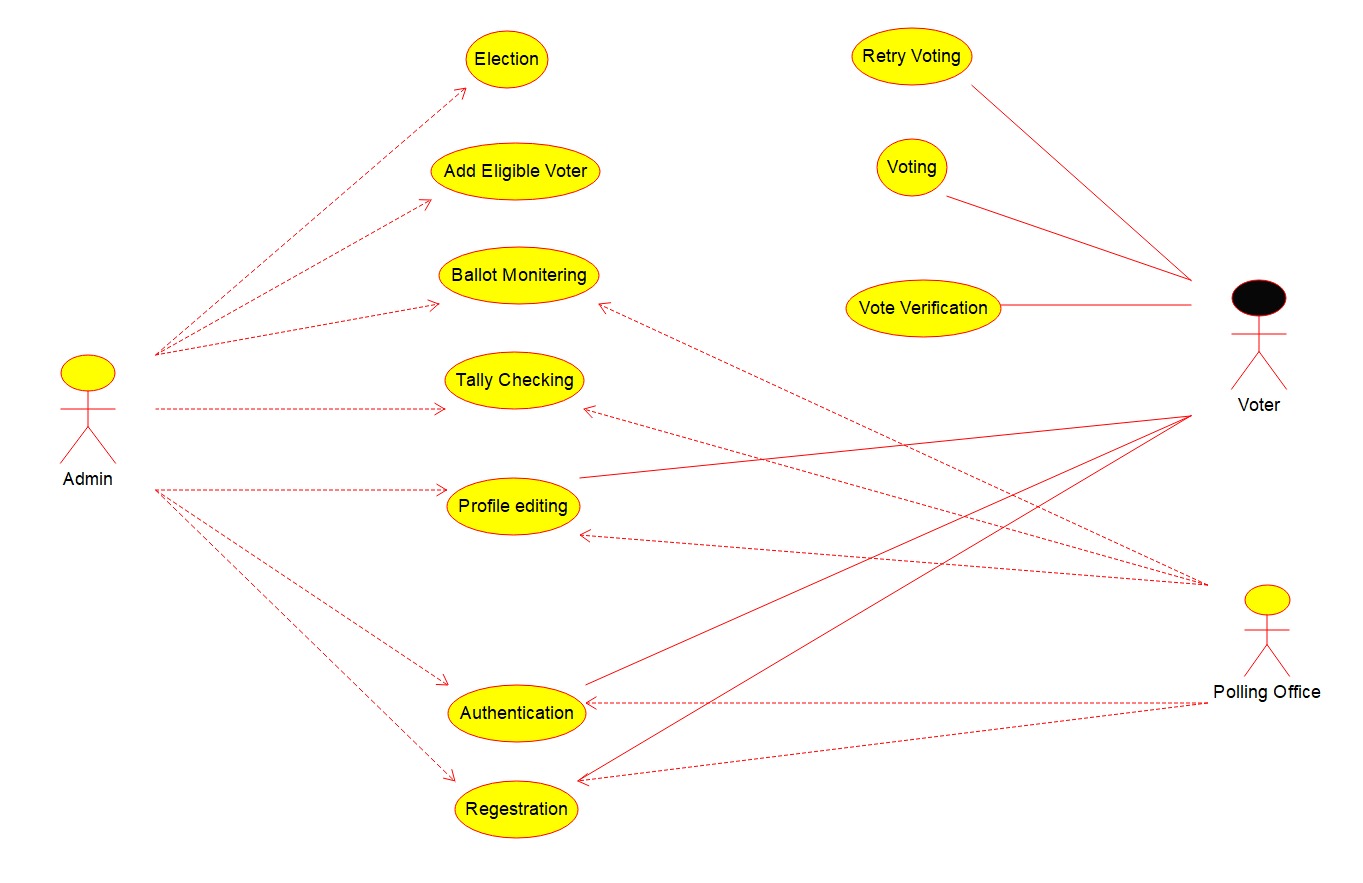 Election
Retry Voting
Add Eligible Voter
Voting
Ballot Monitering
Vote Verification
Tally Checking
Voter
Admin
Profile editing
Polling Office
Authentication
Regestration